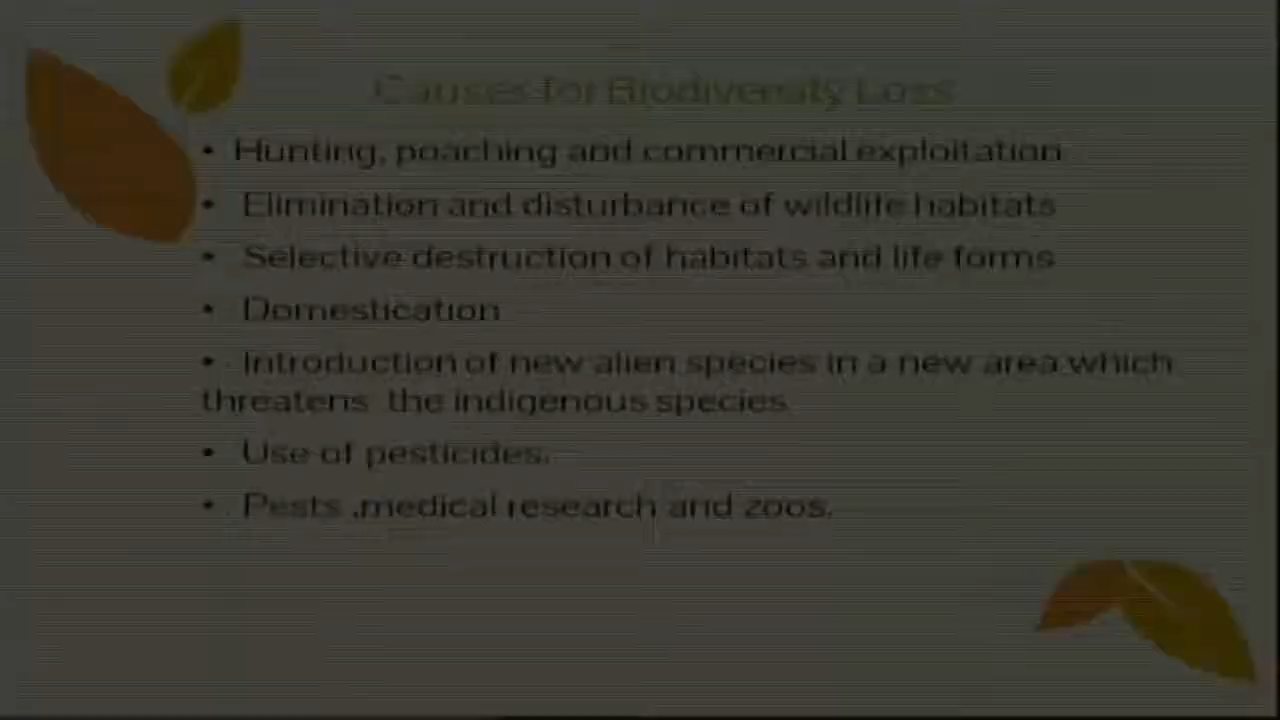 Causes for Biodiversity Loss
• Hunting, poaching and commercial exploitation
• Elimination and disturbance of wildlife habitats
• Selective destruction of habitats and life forms
• Domestication
• Introduction of new alien species in a new area which
threatens the indigenous species
• Use of pesticides.
• Pests ,medical research and zoos.